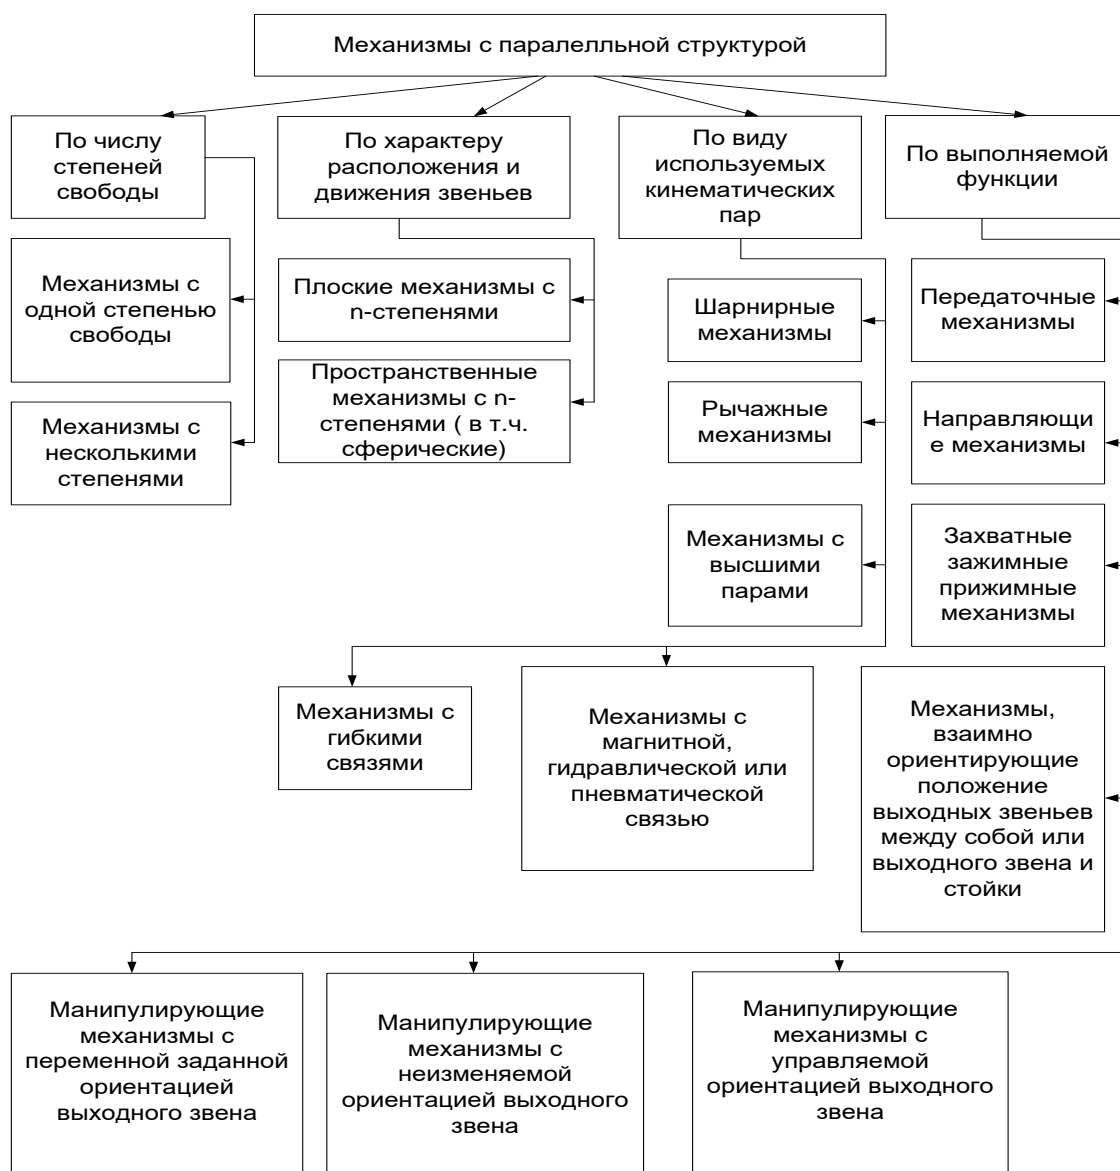 Механизмы с паралелльной структурой
По числу
степеней
свободы
По характеру
расположения и
движения звеньев
По виду
используемых
кинематических
пар
По выполняемой
функции
Механизмы с
одной степенью
свободы
Механизмы с
несколькими
степенями
Плоские механизмы с
n-степенями
Пространственные
механизмы с n-
степенями ( в т.ч.
сферические)
Шарнирные
механизмы
Рычажные
механизмы
Механизмы с
высшими
парами
Передаточные
механизмы
Направляющи
е механизмы
Захватные
зажимные
прижимные
механизмы
Механизмы с
гибкими
связями
Механизмы с
магнитной,
гидравлической или
пневматической
связью
Механизмы,
взаимно
ориентирующие
положение
выходных звеньев
между собой или
выходного звена и
стойки
Манипулирующие
механизмы с
переменной заданной
ориентацией
выходного звена
Манипулирующие
механизмы с
неизменяемой
ориентацией выходного
звена
Манипулирующие
механизмы с
управляемой
ориентацией выходного
звена